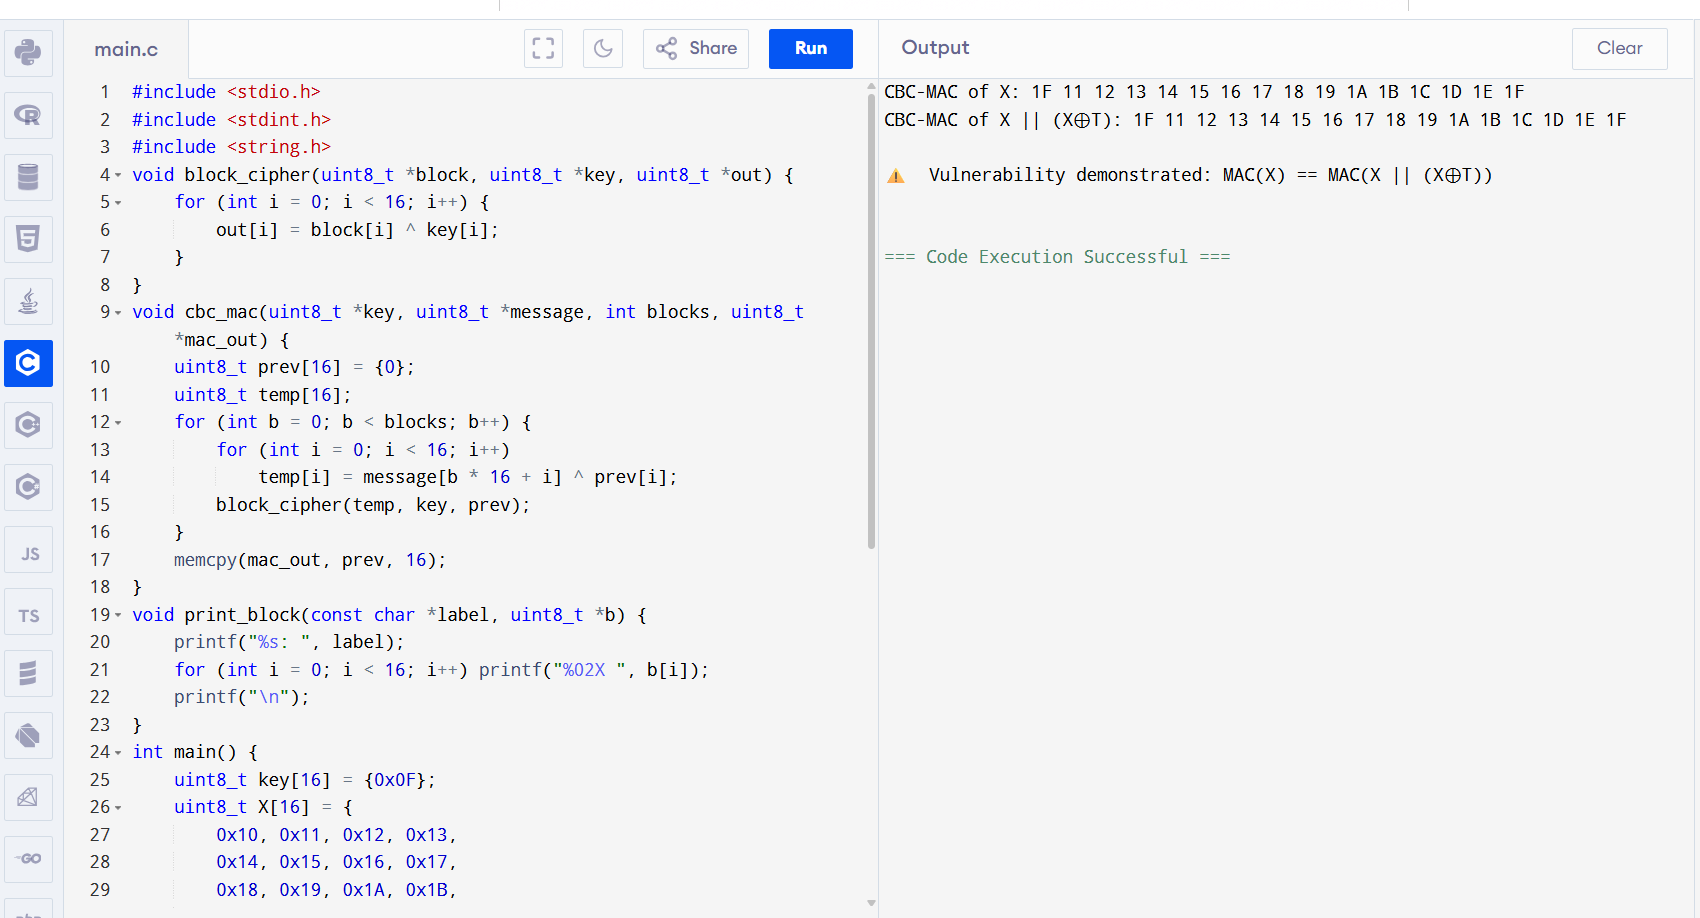 main.c
Share
Run
Output
Clear
1 #include <stdio.h>
2 #include <stdint.h>
3 #include <string.h>
4 void block_cipher(uint8_t *block, uint8_t *key, uint8_t *out) {
5     for (int i = 0; i < 16; i++) {
6         out[i] = block[i] ^ key[i];
7     }
8 }
9 void cbc_mac(uint8_t *key, uint8_t *message, int blocks, uint8_t
    *mac_out) {
10     uint8_t prev[16] = {0};
11     uint8_t temp[16];
12     for (int b = 0; b < blocks; b++) {
13         for (int i = 0; i < 16; i++)
14             temp[i] = message[b * 16 + i] ^ prev[i];
15         block_cipher(temp, key, prev);
16     }
17     memcpy(mac_out, prev, 16);
18 }
19 void print_block(const char *label, uint8_t *b) {
20     printf("%s: ", label);
21     for (int i = 0; i < 16; i++) printf("%02X ", b[i]);
22     printf("\n");
23 }
24 int main() {
25     uint8_t key[16] = {0x0F};
26     uint8_t X[16] = {
27         0x10, 0x11, 0x12, 0x13,
28         0x14, 0x15, 0x16, 0x17,
29         0x18, 0x19, 0x1A, 0x1B,
CBC-MAC of X: 1F 11 12 13 14 15 16 17 18 19 1A 1B 1C 1D 1E 1F
CBC-MAC of X || (X⊕T): 1F 11 12 13 14 15 16 17 18 19 1A 1B 1C 1D 1E 1F
⚠ Vulnerability demonstrated: MAC(X) == MAC(X || (X⊕T))
=== Code Execution Successful ===
R
5
C
C++
C#
JS
TS
GO